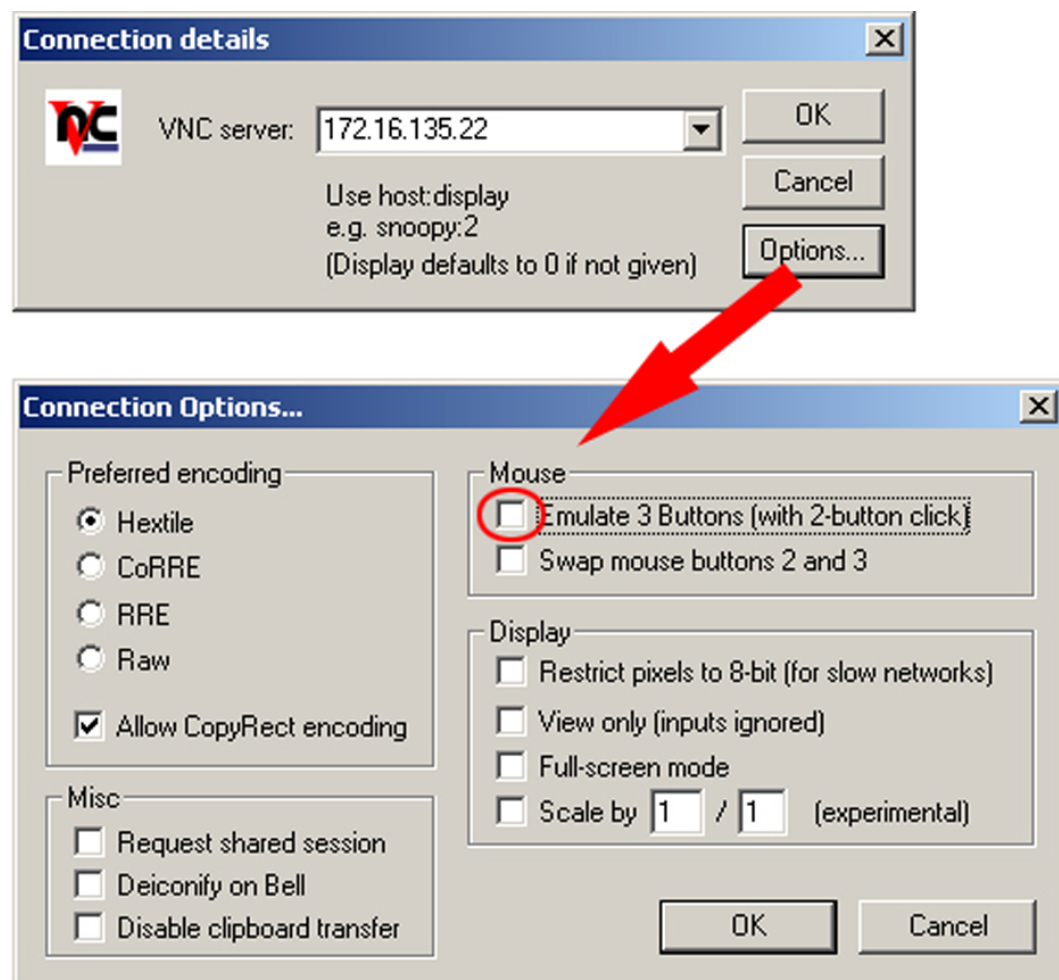 Connection details
VNC
VNC server:
172.16.135.22
OK
Use host:display
e.g. snoopy:2
(Display defaults to 0 if not given)
Cancel
Options...
Connection Options...
Preferred encoding
Hextile
CoRRE
RRE
Raw
Allow CopyRect encoding
Misc
Request shared session
Deiconify on Bell
Disable clipboard transfer
Mouse
Emulate 3 Buttons (with 2-button click)
Swap mouse buttons 2 and 3
Display
Restrict pixels to 8-bit (for slow networks)
View only (inputs ignored)
Full-screen mode
Scale by 1 / 1 (experimental)
OK
Cancel